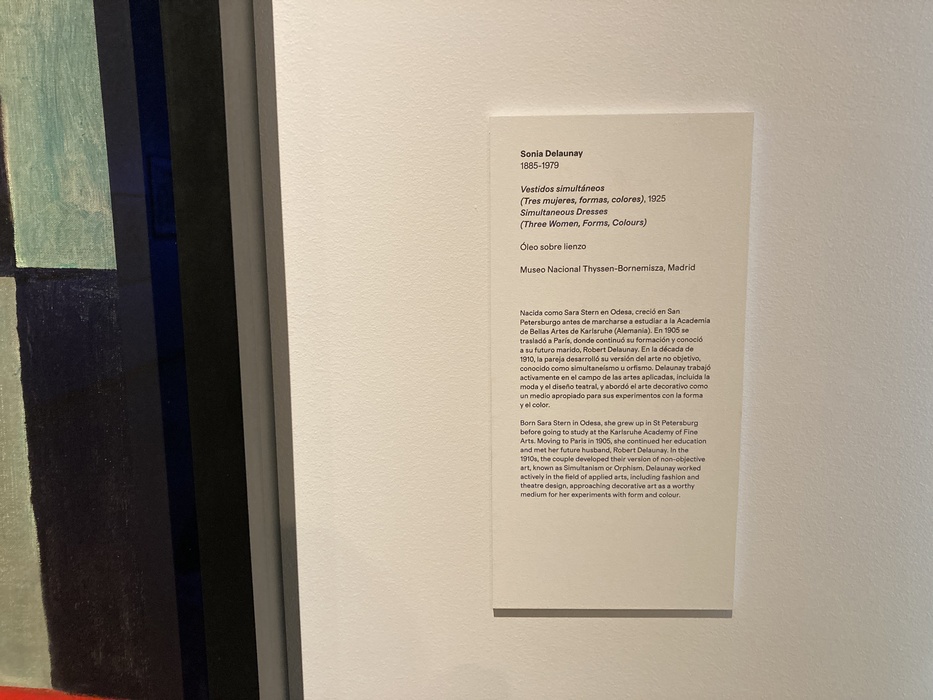 Sonia Delaunay
1885-1979
Vestidos simultáneos
(Tres mujeres, formas, colores), 1925
Simultaneous Dresses
(Three Women, Forms, Colours)
Óleo sobre lienzo
Museo Nacional Thyssen-Bornemisza, Madrid
Nacida como Sara Stern en Odesa, creció en San
Petersburgo antes de marcharse a estudiar a la Academia
de Bellas Artes de Karlsruhe (Alemania). En 1905 se
trasladó a París, donde continuó su formación y conoció
a su futuro marido, Robert Delaunay. En la década de
1910, la pareja desarrolló su versión del arte no objetivo,
conocido como simultaneísmo u orfismo. Delaunay trabajó
activamente en el campo de las artes aplicadas, incluida la
moda y el diseño teatral, y abordó el arte decorativo como
un medio apropiado para sus experimentos con la forma
y el color.
Born Sara Stern in Odesa, she grew up in St Petersburg
before going to study at the Karlsruhe Academy of Fine
Arts. Moving to Paris in 1905, she continued her education
and met her future husband, Robert Delaunay. In the
1910s, the couple developed their version of non-objective
art, known as Simultanism or Orphism. Delaunay worked
actively in the field of applied arts, including fashion and
theatre design, approaching decorative art as a worthy
medium for her experiments with form and colour.